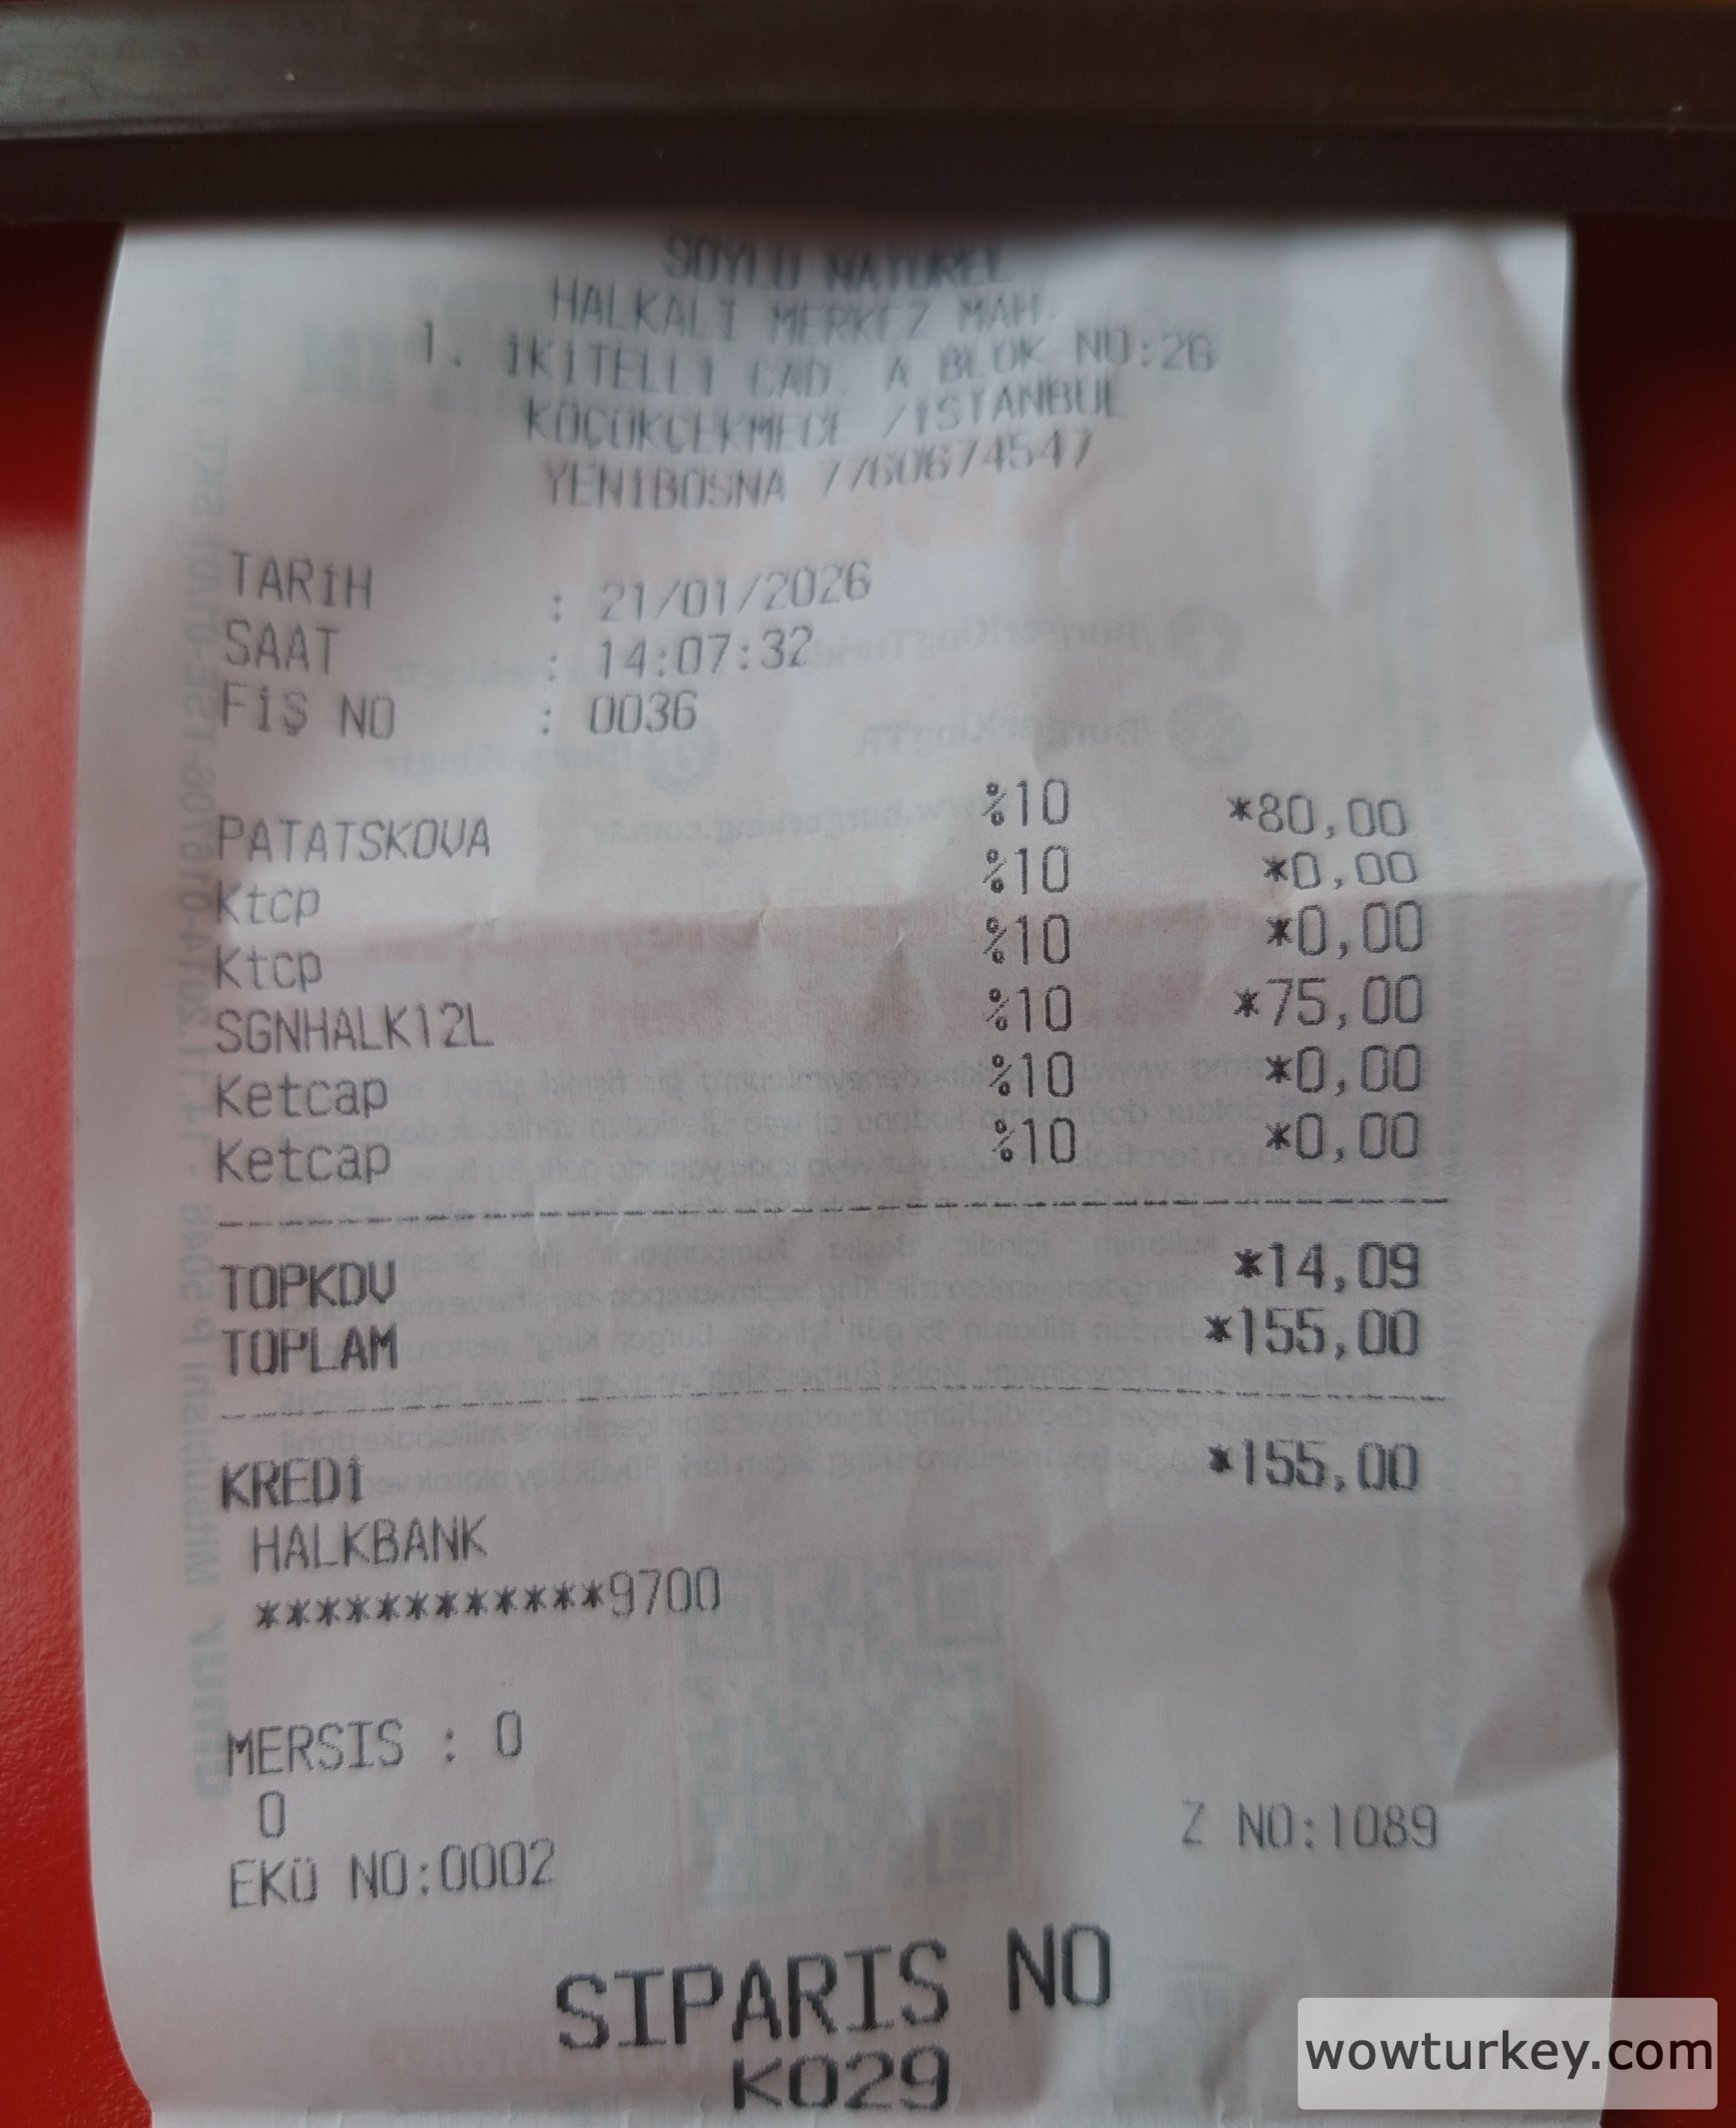 SOYLU NATUREL
HALKALI MERKEZ MAH.
1. İKİTELLİ CAD. A BLOK NO:2G
KÜÇÜKÇEKMECE /İSTANBUL
YENİBOSNA 7760674547
TARİH : 21/01/2026
SAAT : 14:07:32
FİŞ NO : 0036
PATATSKOVA %10 *80,00
Ktcp %10 *0,00
Ktcp %10 *0,00
SGNHALK12L %10 *75,00
Ketcap %10 *0,00
Ketcap %10 *0,00
TOPKDV *14,09
TOPLAM *155,00
KREDİ *155,00
HALKBANK
************9700
MERSIS : 0
0
EKÜ NO:0002 Z NO:1089
SIPARIS NO
K029
wowturkey.com